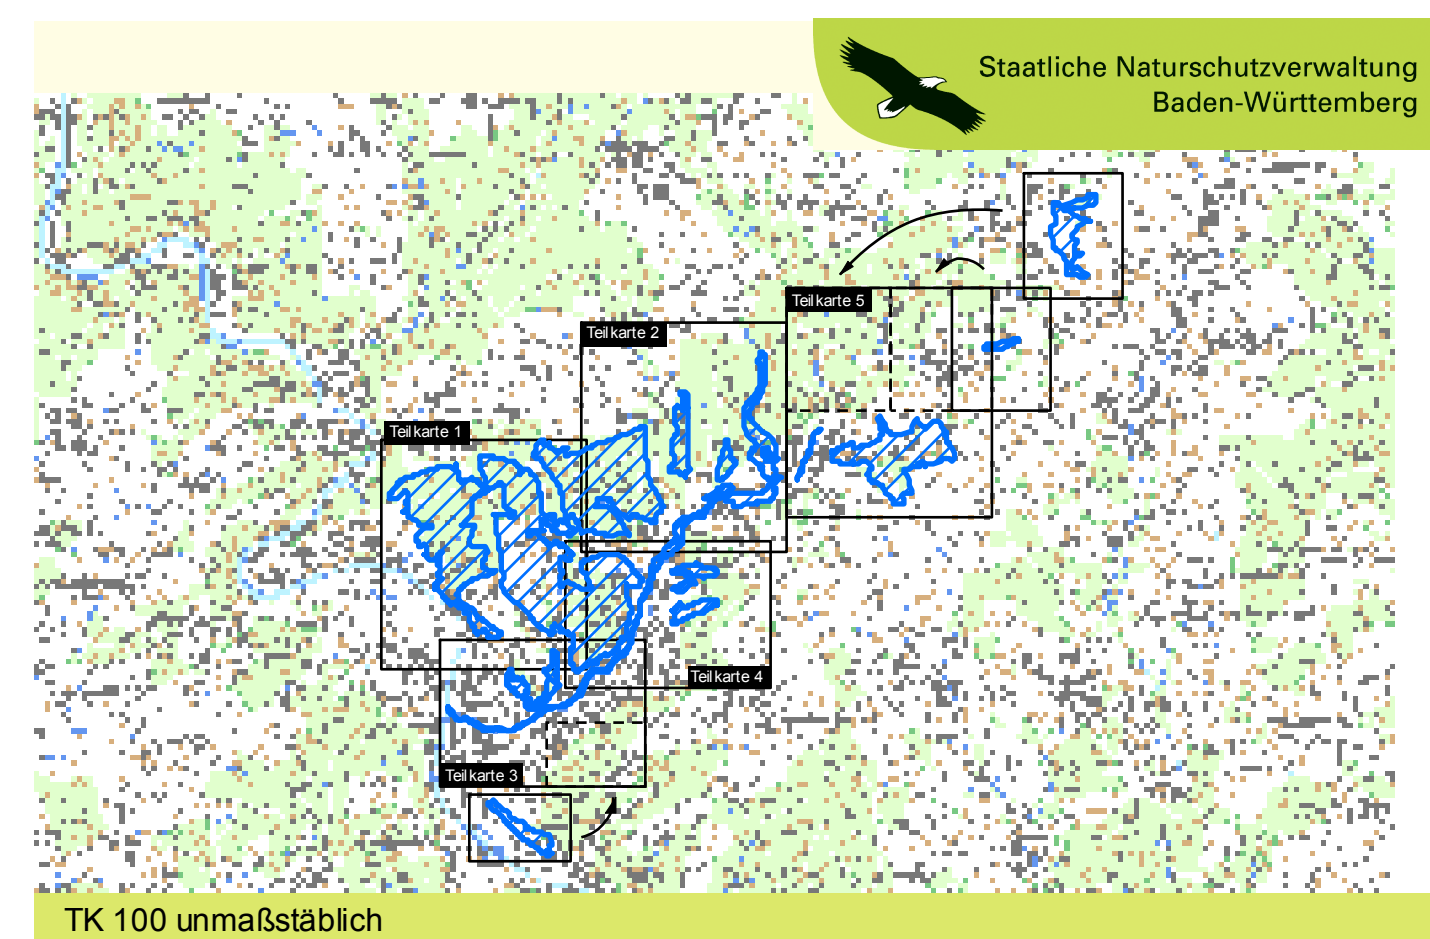 Staatliche Naturschutzverwaltung
Baden-Württemberg
Teilkarte 5
Teilkarte 2
Teilkarte 1
Teilkarte 4
Teilkarte 3
TK 100 unmaßstäblich